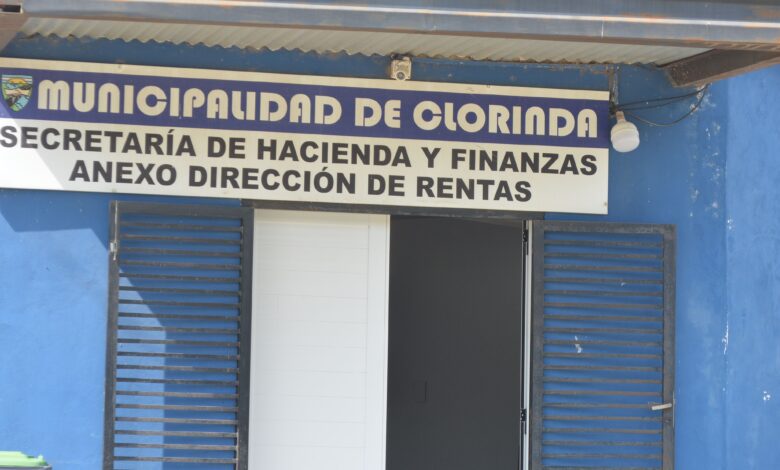 MUNICIPALIDAD DE CLORINDA
SECRETARÍA DE HACIENDA Y FINANZAS
ANEXO DIRECCIÓN DE RENTAS